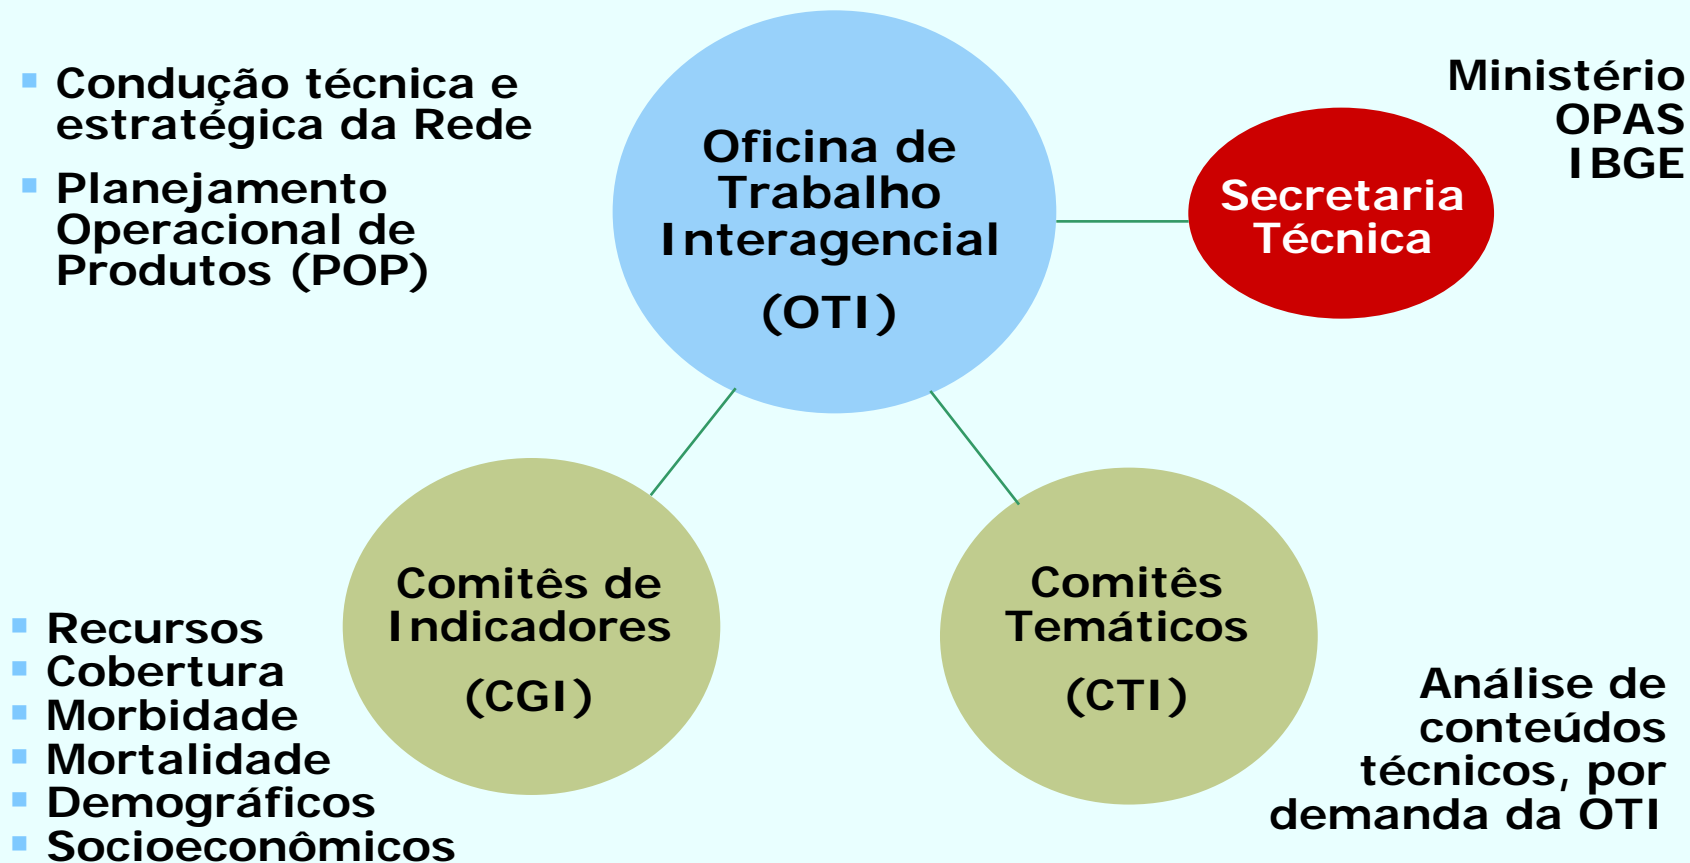 Condução técnica e
estratégica da Rede
Planejamento
Operacional de
Produtos (POP)
Oficina de
Trabalho
Interagencial
(OTI)
Ministério
OPAS
IBGE
Secretaria
Técnica
Comitês de
Indicadores
(CGI)
Comitês
Temáticos
(CTI)
Recursos
Cobertura
Morbidade
Mortalidade
Demográficos
Socioeconômicos
Análise de
conteúdos
técnicos, por
demanda da OTI